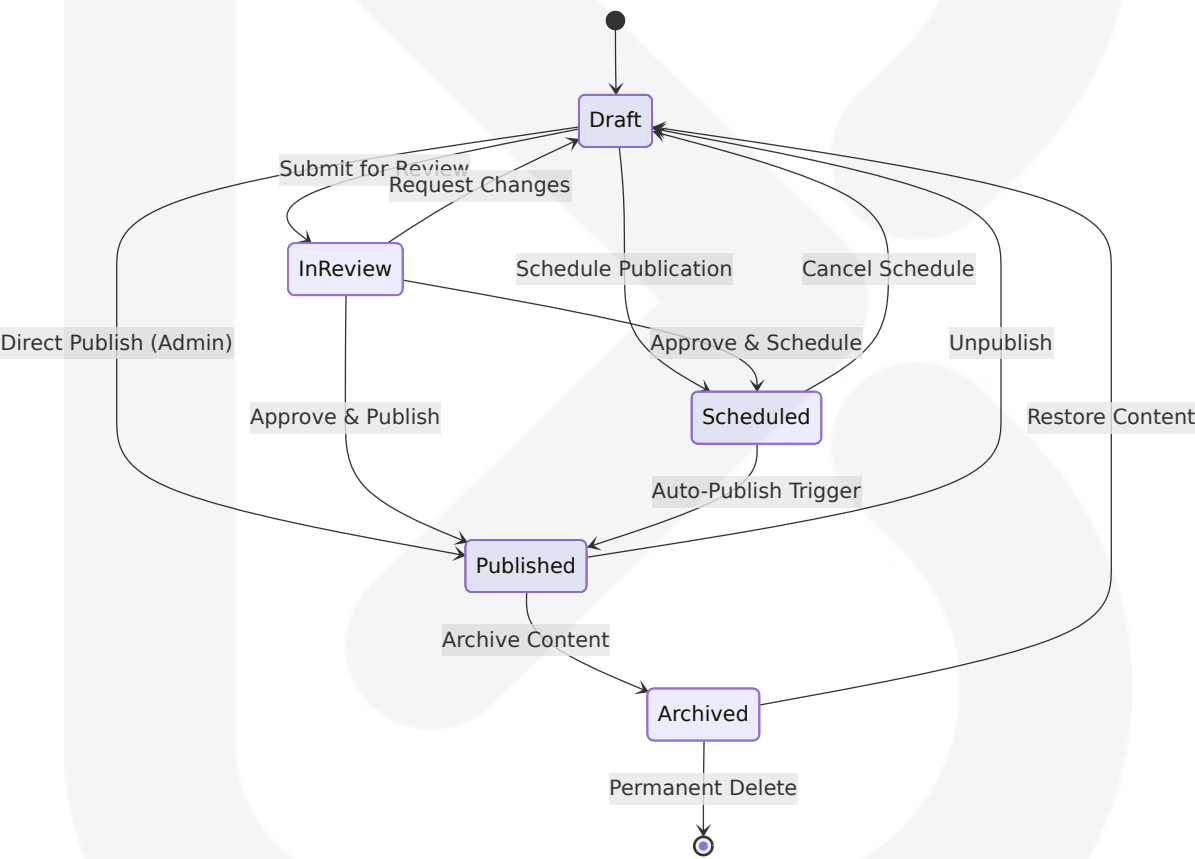 Draft
Submit for Review
Request Changes
InReview
Schedule Publication
Cancel Schedule
Direct Publish (Admin)
Approve & Schedule
Unpublish
Approve & Publish
Scheduled
Restore Content
Auto-Publish Trigger
Published
Archive Content
Archived
Permanent Delete